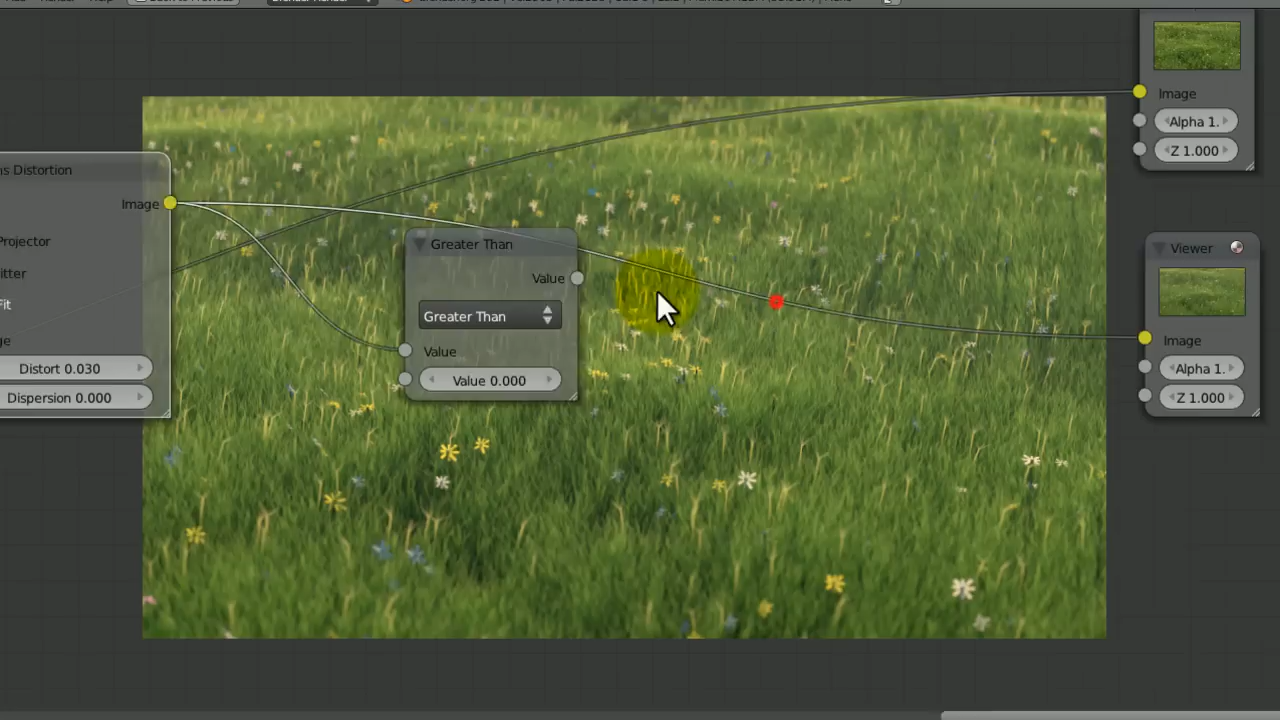 Image
Alpha 1.
Z 1.000
ns Distortion
Image
Projector
itter
Fit
ge
Distort 0.030
Dispersion 0.000
Greater Than
Value
Greater Than
Value
Value 0.000
Viewer
Image
Alpha 1.
Z 1.000